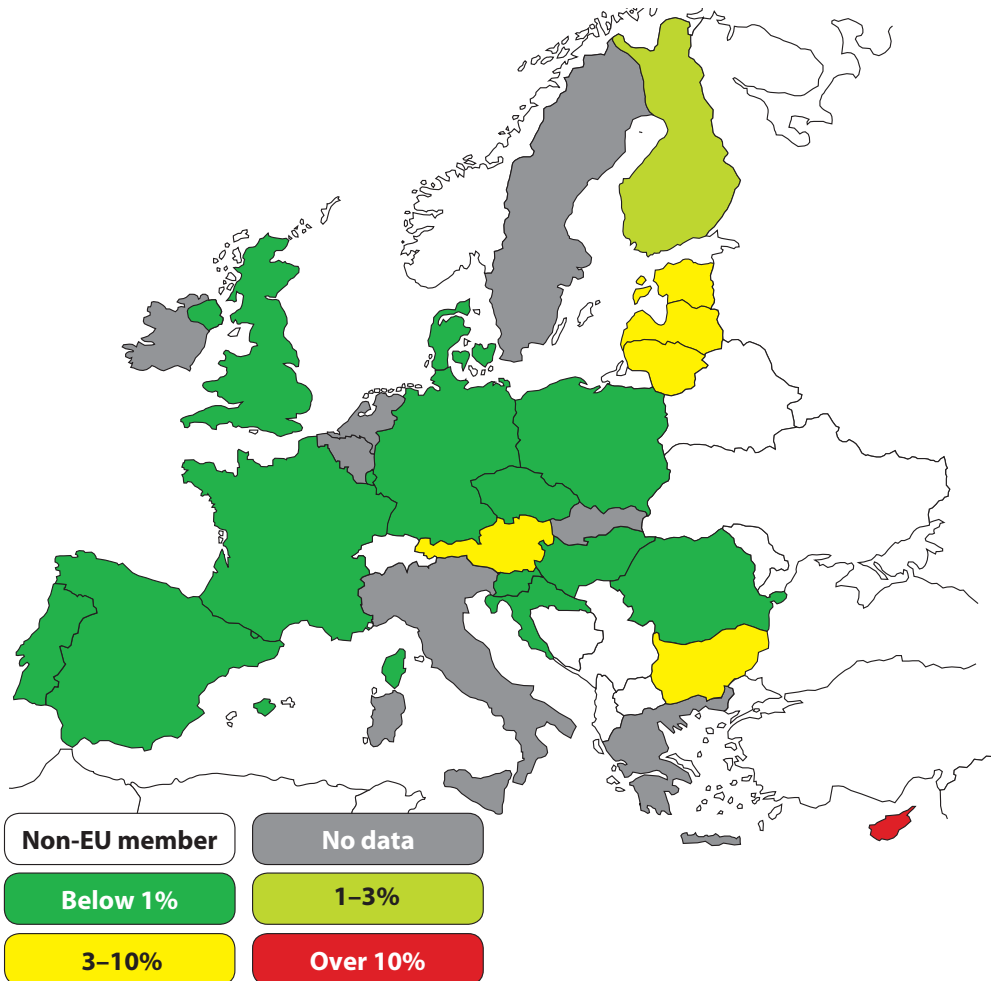 Non-EU member
No data
Below 1%
1–3%
3–10%
Over 10%